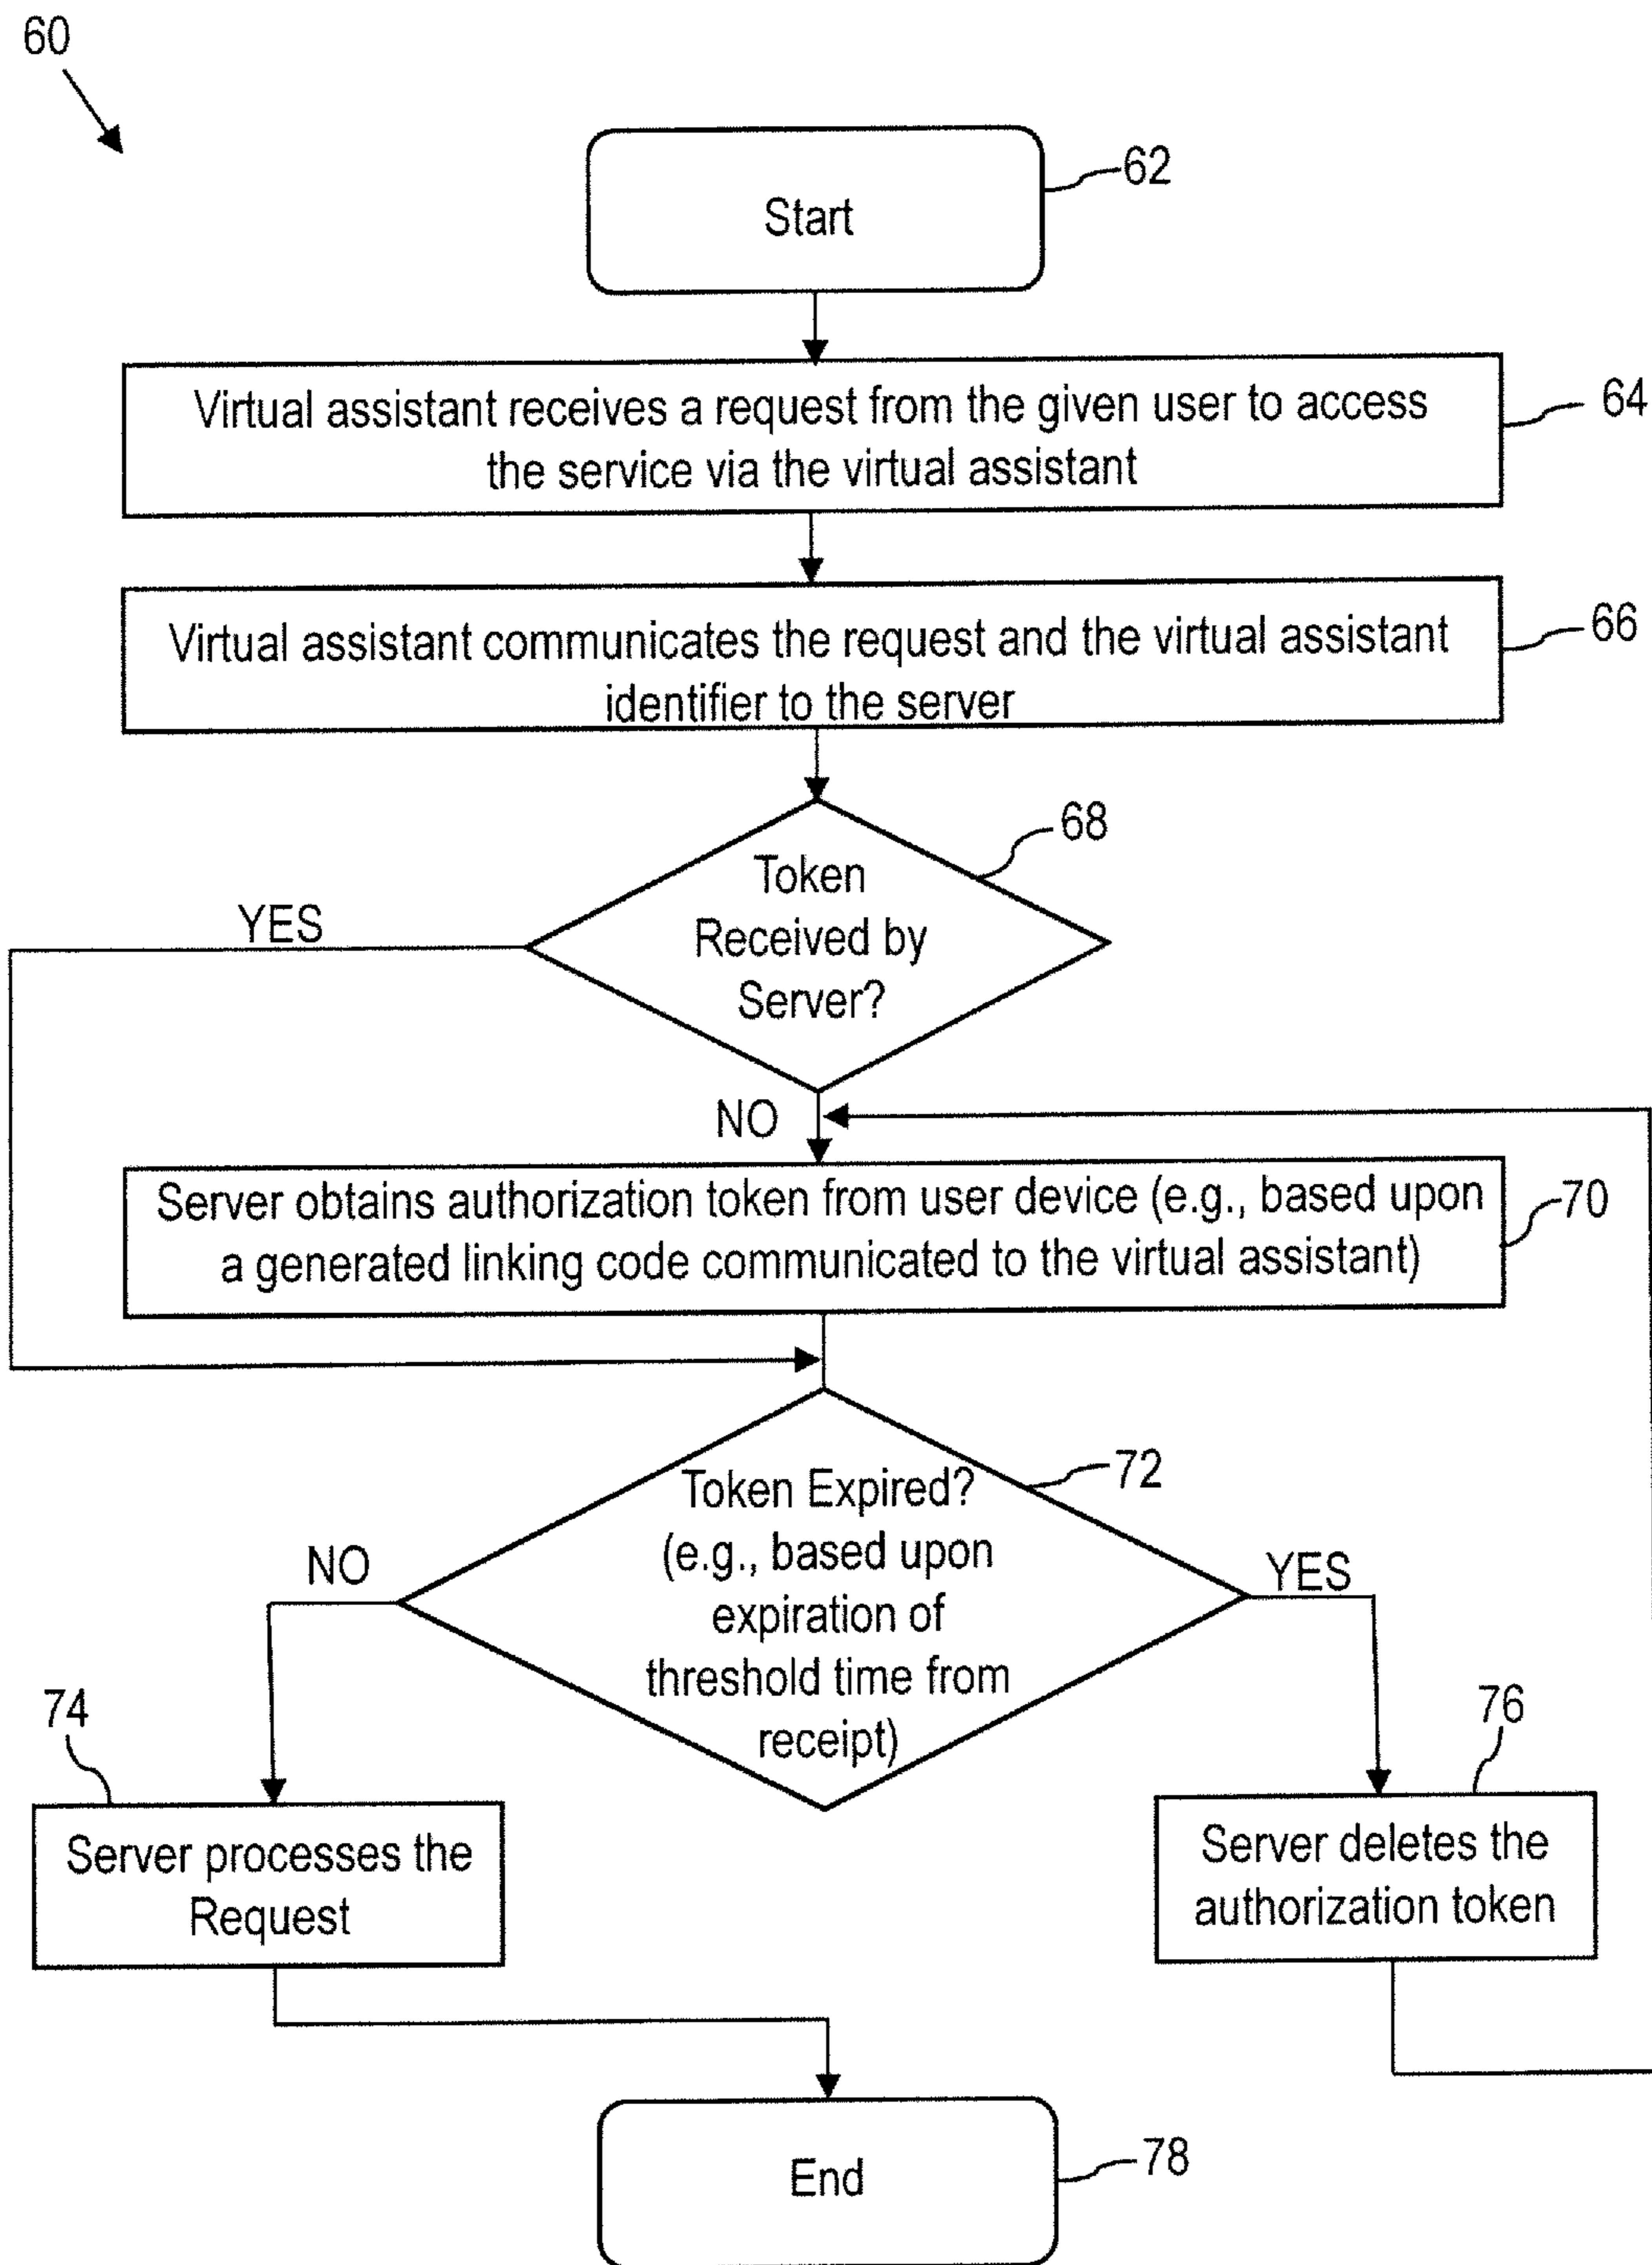 60
62
Start
Virtual assistant receives a request from the given user to access
the service via the virtual assistant
64
Virtual assistant communicates the request and the virtual assistant
identifier to the server
66
68
Token
Received by
Server?
YES
NO
Server obtains authorization token from user device (e.g., based upon
a generated linking code communicated to the virtual assistant)
70
72
Token Expired?
(e.g., based upon
expiration of
threshold time from
receipt)
NO
YES
74
Server processes the
Request
76
Server deletes the
authorization token
End
78